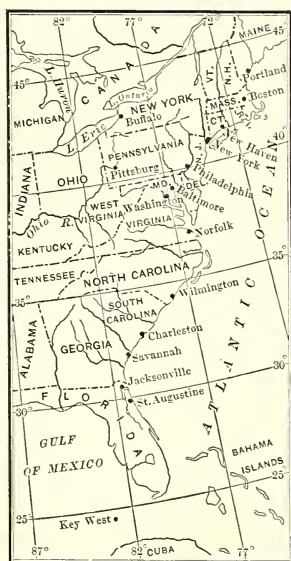 82° 77° 72°
MAINE
45°
CANADA
L. Huron
45°
VT.
N.H.
Portland
L. Ontario
MICHIGAN
NEW YORK
MASS.
Boston
Buffalo
CT.
L. Erie
R.I.
40°
PENNSYLVANIA
New Haven
N.J.
New York
INDIANA
OHIO
Pittsburg
Philadelphia
MD.
DEL.
Baltimore
WEST
VIRGINIA
Washington
VIRGINIA
Ohio R.
Norfolk
KENTUCKY
TENNESSEE
NORTH CAROLINA
35°
35°
SOUTH
CAROLINA
Wilmington
ALABAMA
GEORGIA
Charleston
Savannah
ATLANTIC OCEAN
Jacksonville
30°
FLORIDA
30°
St. Augustine
GULF
OF MEXICO
BAHAMA
ISLANDS
25°
Key West
25°
87° 82° CUBA 77°